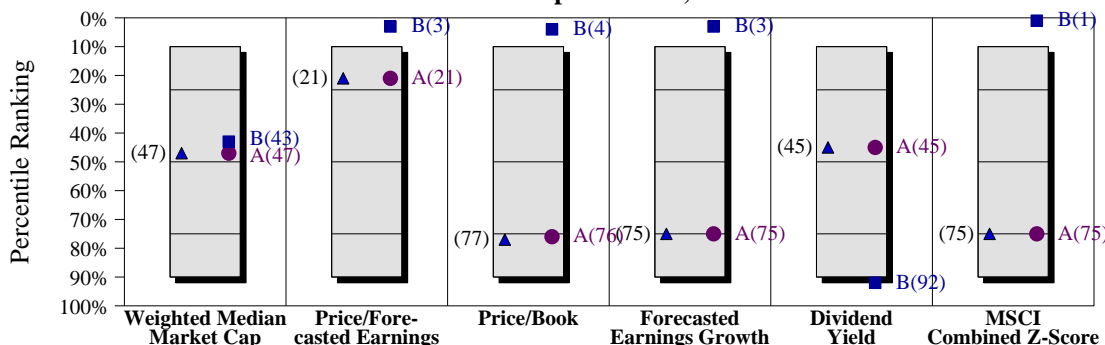 0%
10%
20%
30%
40%
50%
60%
70%
80%
90%
100%
Percentile Ranking
(47)
B(43)
A(47)
(21)
B(3)
A(21)
(77)
B(4)
A(76)
(75)
B(3)
A(75)
(45)
A(45)
B(92)
(75)
B(1)
A(75)
Weighted Median
Market Cap
Price/Fore-
casted Earnings
Price/Book
Forecasted
Earnings Growth
Dividend
Yield
MSCI
Combined Z-Score